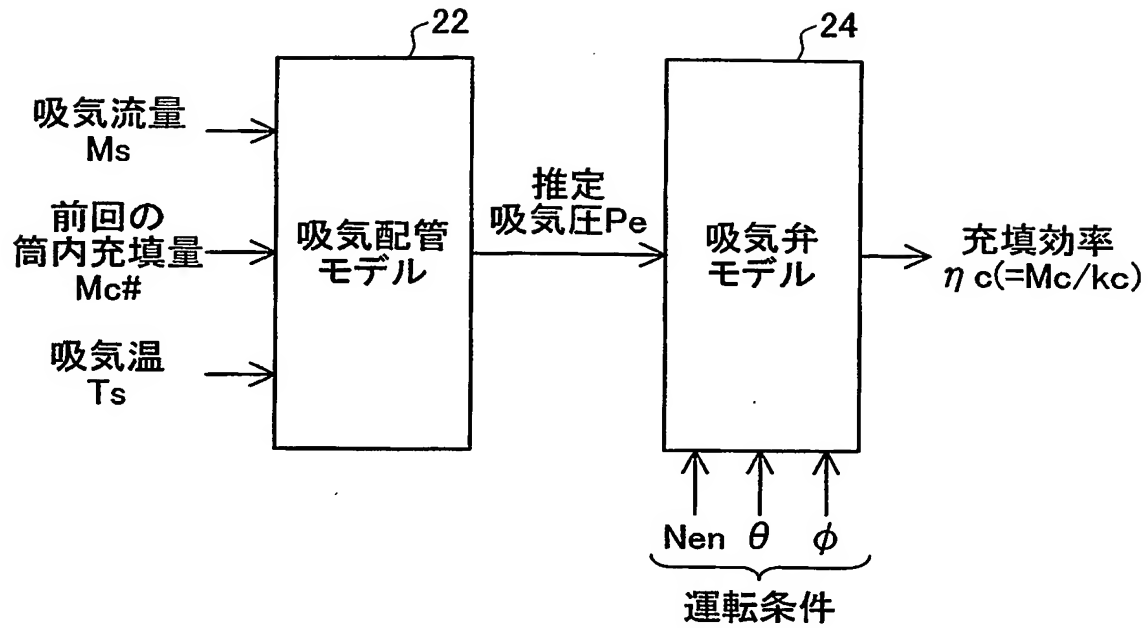 22
24
吸気流量
Ms
前回の
筒内充填量
Mc#
吸気温
Ts
吸気配管
モデル
推定
吸気圧Pe
吸気弁
モデル
充填効率
ηc(=Mc/kc)
Nen θ φ
運転条件